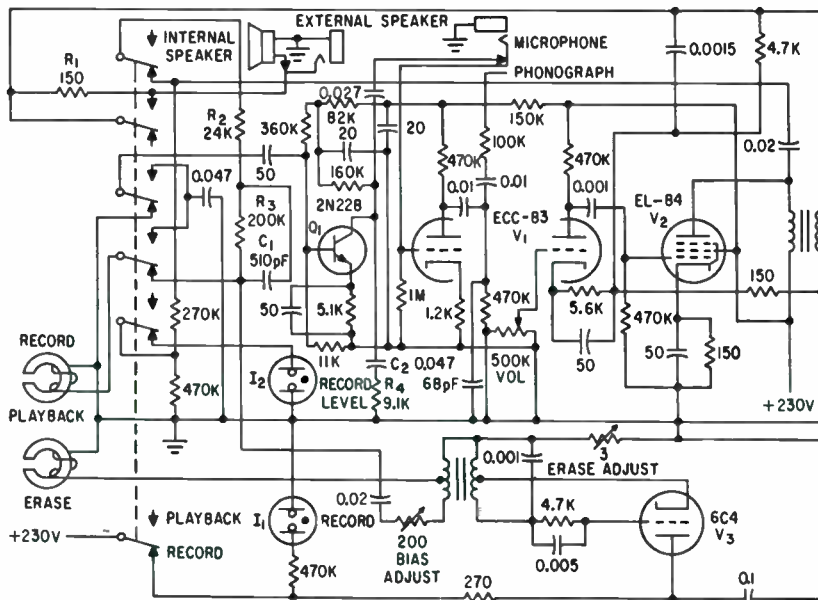 EXTERNAL SPEAKER
INTERNAL
SPEAKER
MICROPHONE
PHONOGRAPH
R1
150
0.0015
4.7K
0.027
82K
20
20
150K
R2
24K
360K
470K
100K
470K
0.02
0.047
50
160K
0.01
0.01
ECC-83
V1
0.001
EL-84
V2
R3
200K
2N228
Q1
C1
510pF
50
5.1K
1M
1.2K
470K
5.6K
150
270K
11K
C2
0.047
500K
VOL
50
470K
50
150
RECORD
I2
RECORD
LEVEL
R4
9.1K
68pF
+230V
PLAYBACK
470K
0.001
3
ERASE ADJUST
ERASE
0.02
4.7K
6C4
V3
PLAYBACK
I1
RECORD
200
BIAS
ADJUST
0.005
+230V
RECORD
470K
270
0.1